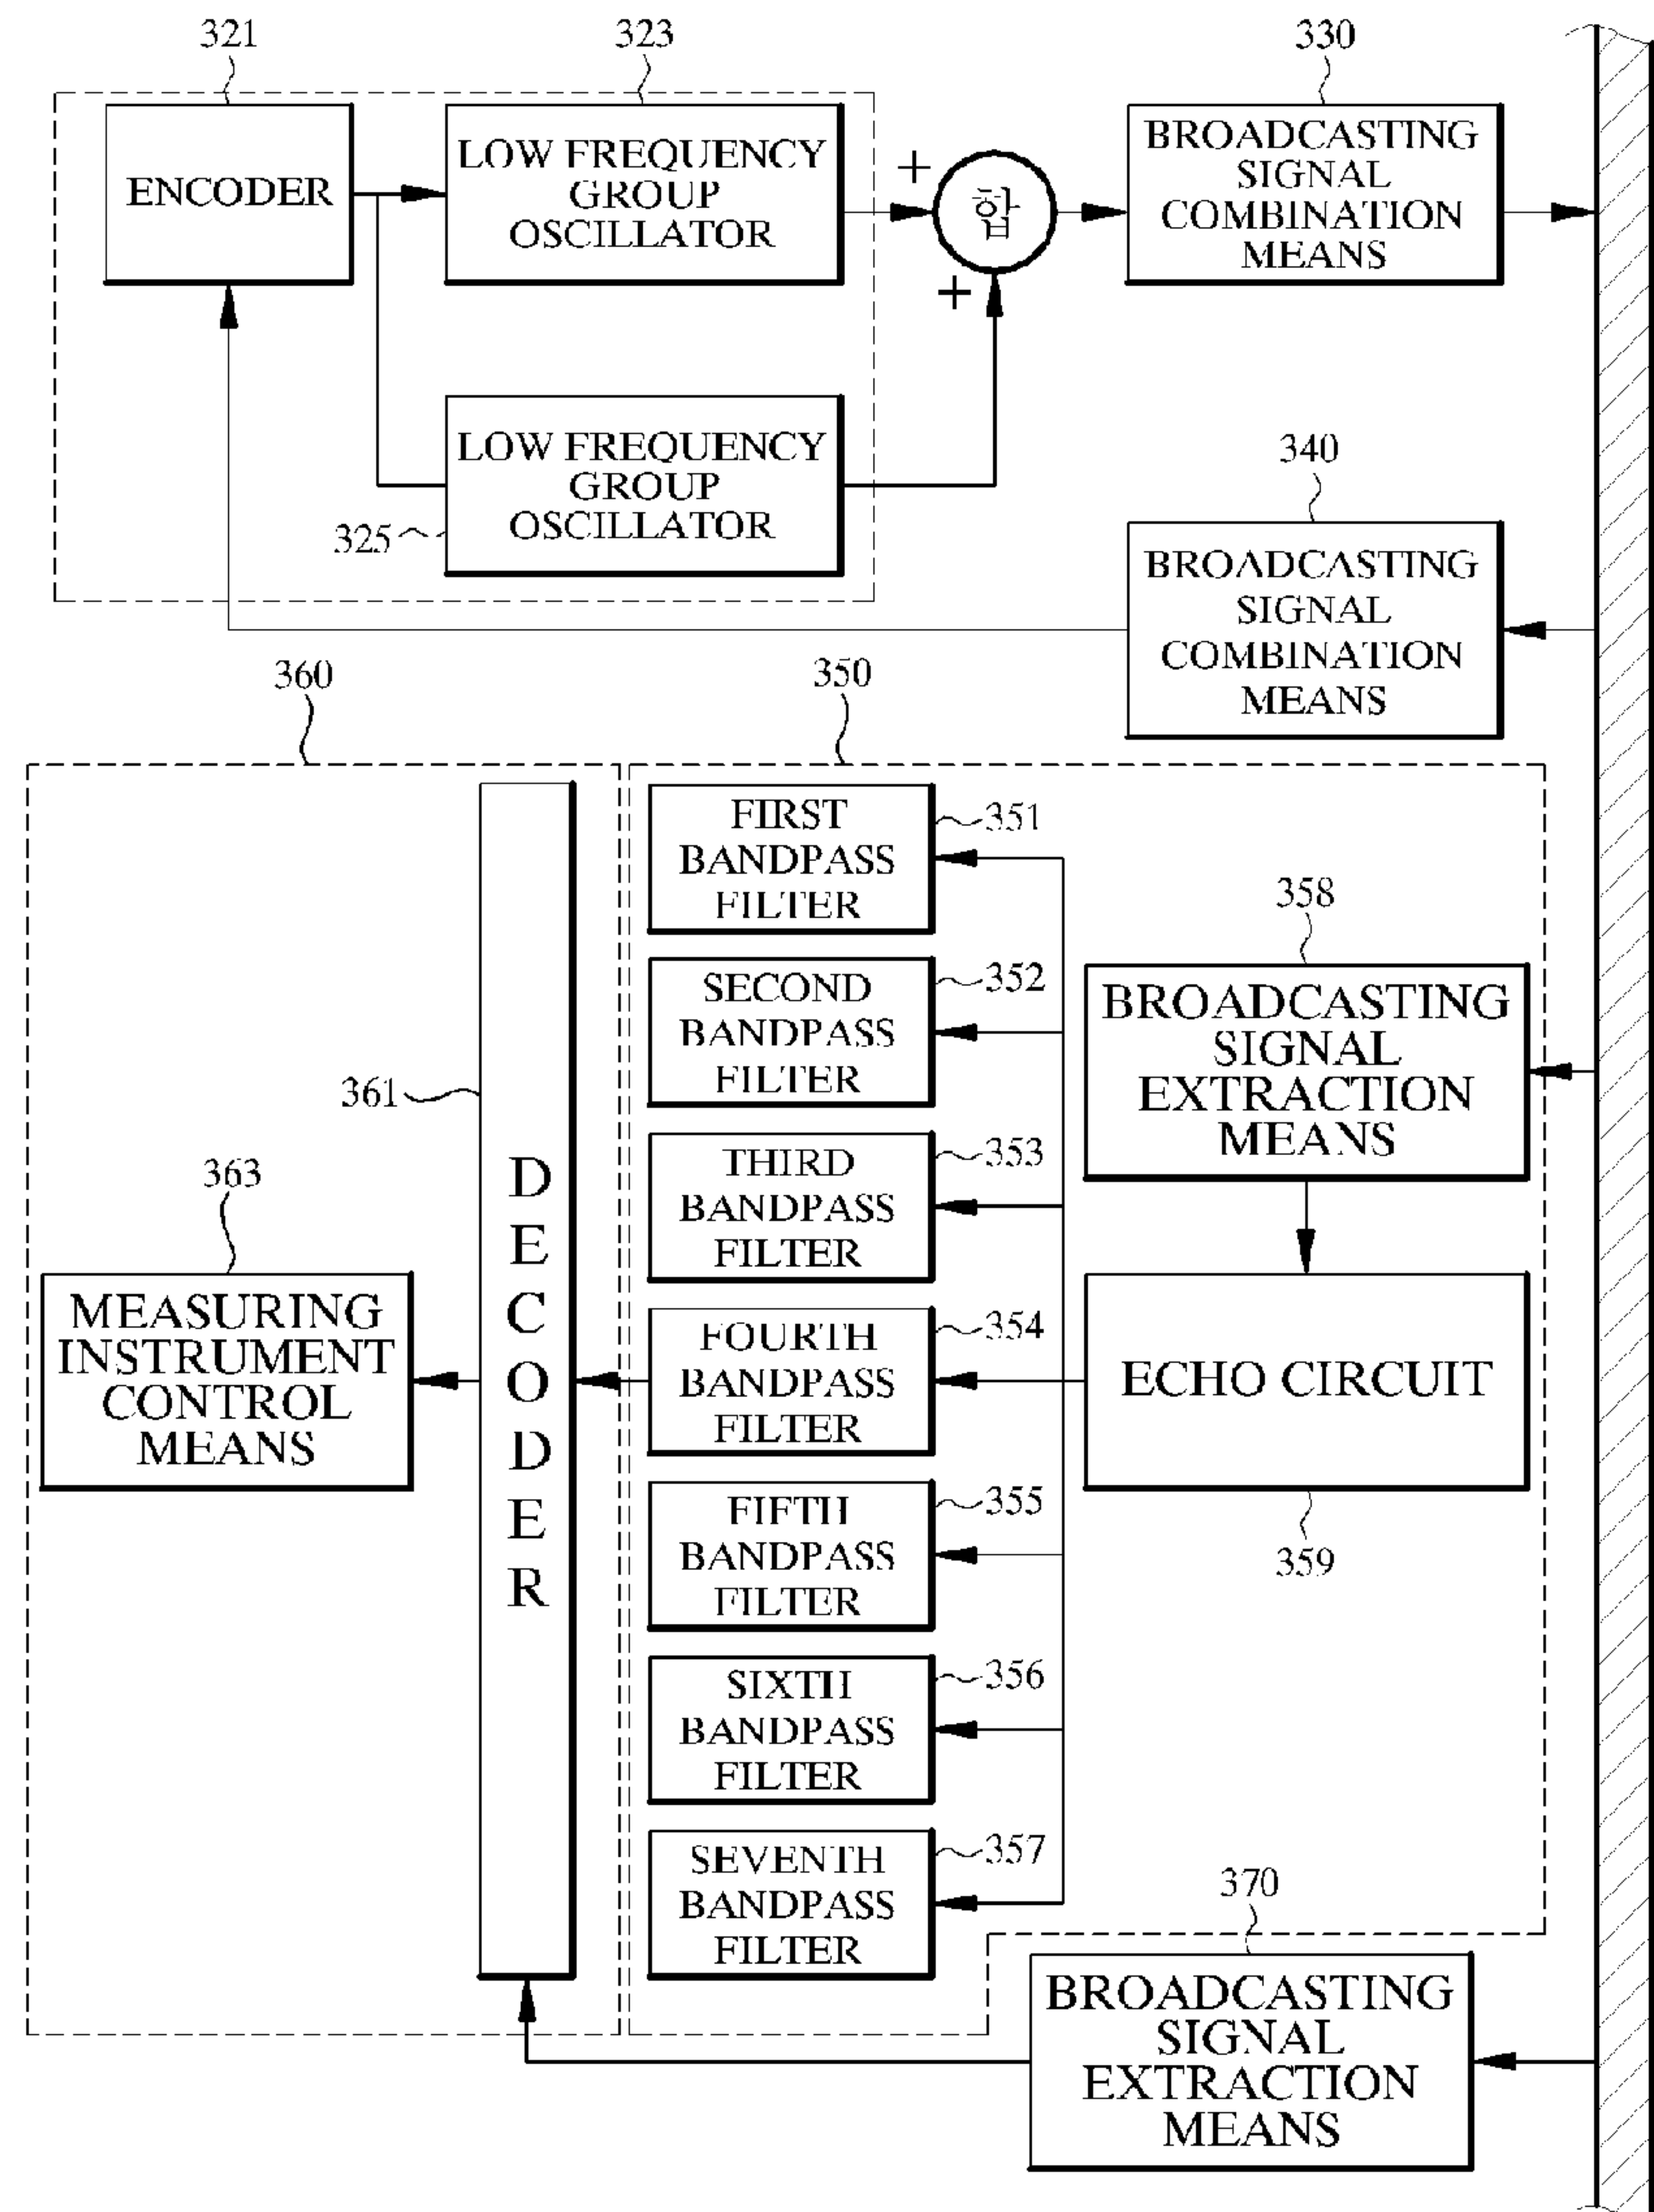 321
323
330
ENCODER
LOW FREQUENCY
GROUP
OSCILLATOR
+
합
+
BROADCASTING
SIGNAL
COMBINATION
MEANS
LOW FREQUENCY
GROUP
OSCILLATOR
325
340
BROADCASTING
SIGNAL
COMBINATION
MEANS
360
350
FIRST
BANDPASS
FILTER
351
SECOND
BANDPASS
FILTER
352
THIRD
BANDPASS
FILTER
353
FOURTH
BANDPASS
FILTER
354
FIFTH
BANDPASS
FILTER
355
SIXTH
BANDPASS
FILTER
356
SEVENTH
BANDPASS
FILTER
357
358
BROADCASTING
SIGNAL
EXTRACTION
MEANS
ECHO CIRCUIT
359
361
D
E
C
O
D
E
R
363
MEASURING
INSTRUMENT
CONTROL
MEANS
370
BROADCASTING
SIGNAL
EXTRACTION
MEANS